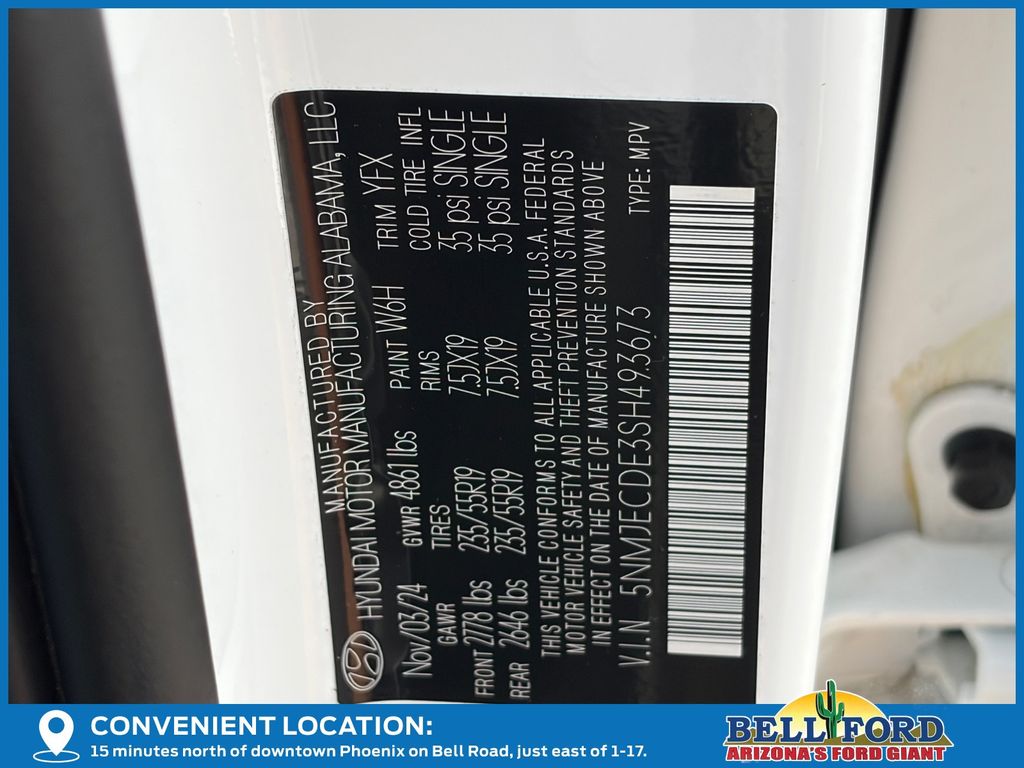 MANUFACTURED BY
HYUNDAI MOTOR MANUFACTURING ALABAMA, LLC
Nov/03/24 GVWR 4861 lbs PAINT W6H TRIM YFX
GAWR TIRES RMS COLD TIRE INFL
FRONT 2778 lbs 235/55R19 7.5JX19 35 psi SINGLE
REAR 2646 lbs 235/55R19 7.5JX19 35 psi SINGLE
THIS VEHICLE CONFORMS TO ALL APPLICABLE U.S.A. FEDERAL
MOTOR VEHICLE SAFETY AND THEFT PREVENTION STANDARDS
IN EFFECT ON THE DATE OF MANUFACTURE SHOWN ABOVE
V.I.N 5NMJECDE3SH493673 TYPE: MPV
CONVENIENT LOCATION:
15 minutes north of downtown Phoenix on Bell Road, just east of 1-17.
BELL FORD
ARIZONA'S FORD GIANT